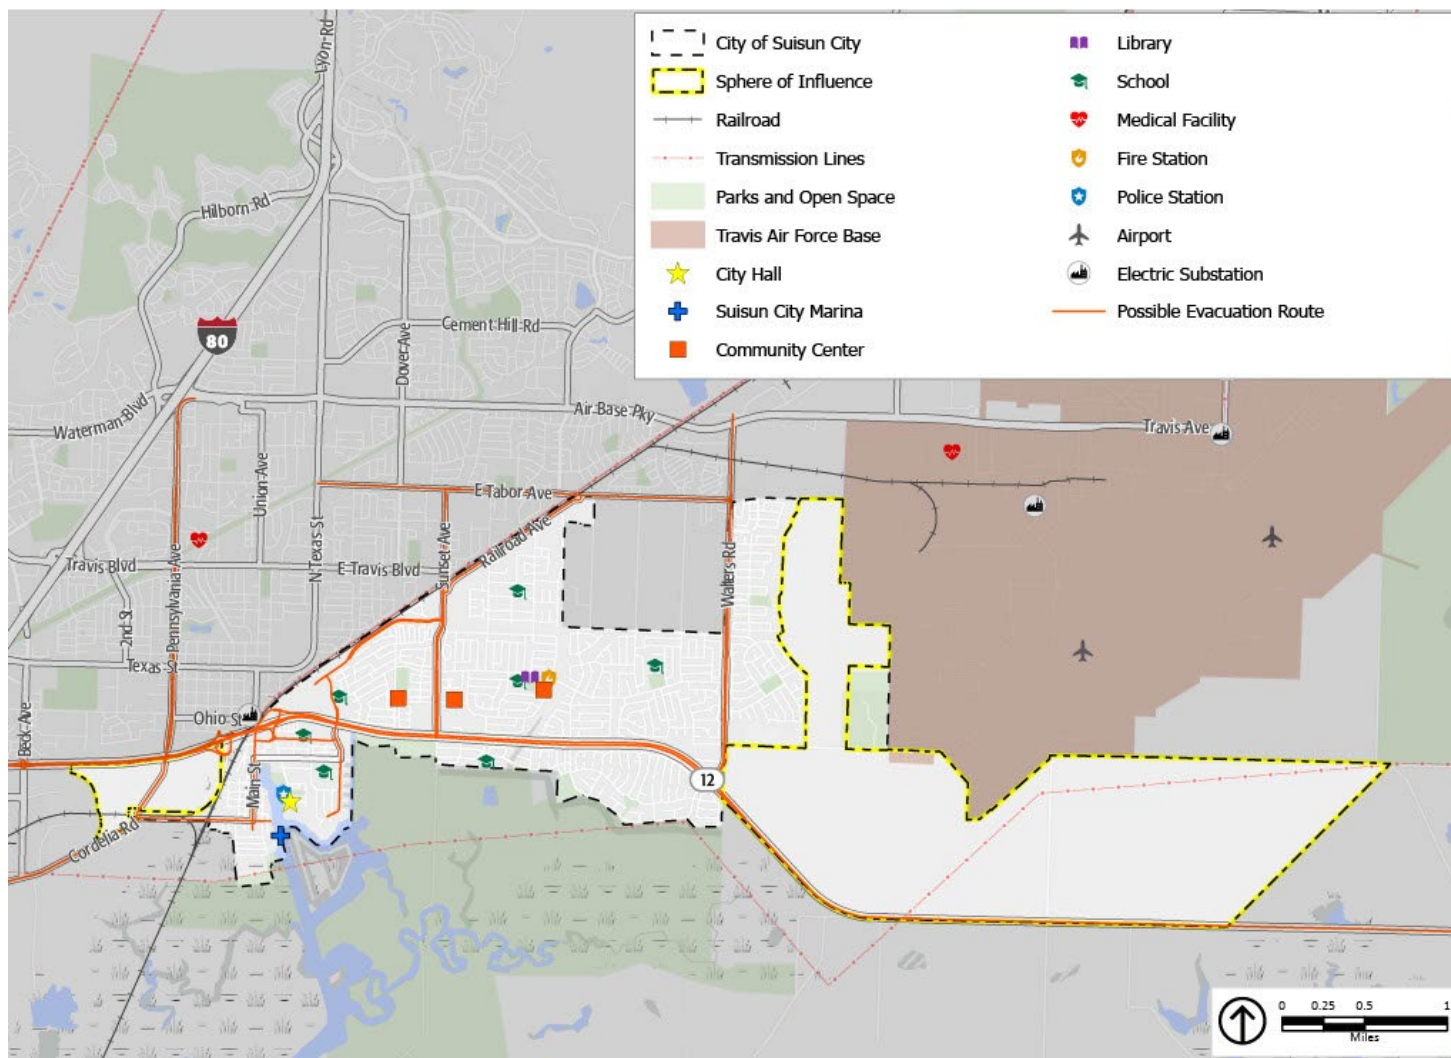 City of Suisun City
Sphere of Influence
Railroad
Transmission Lines
Parks and Open Space
Travis Air Force Base
City Hall
Suisun City Marina
Community Center
Library
School
Medical Facility
Fire Station
Police Station
Airport
Electric Substation
Possible Evacuation Route
Lyon Rd
Hilborn Rd
80
Cement Hill Rd
Dover Ave
Waterman Blvd
Air Base Pky
Travis Ave
Union Ave
E Tabor Ave
N Texas St
Sunset Ave
Railroad Ave
Walters Rd
Travis Blvd
E Travis Blvd
Pennsylvania Ave
2nd St
Texas St
Ohio St
Beck Ave
Main St
12
Cordelia Rd
0 0.25 0.5 1
Miles